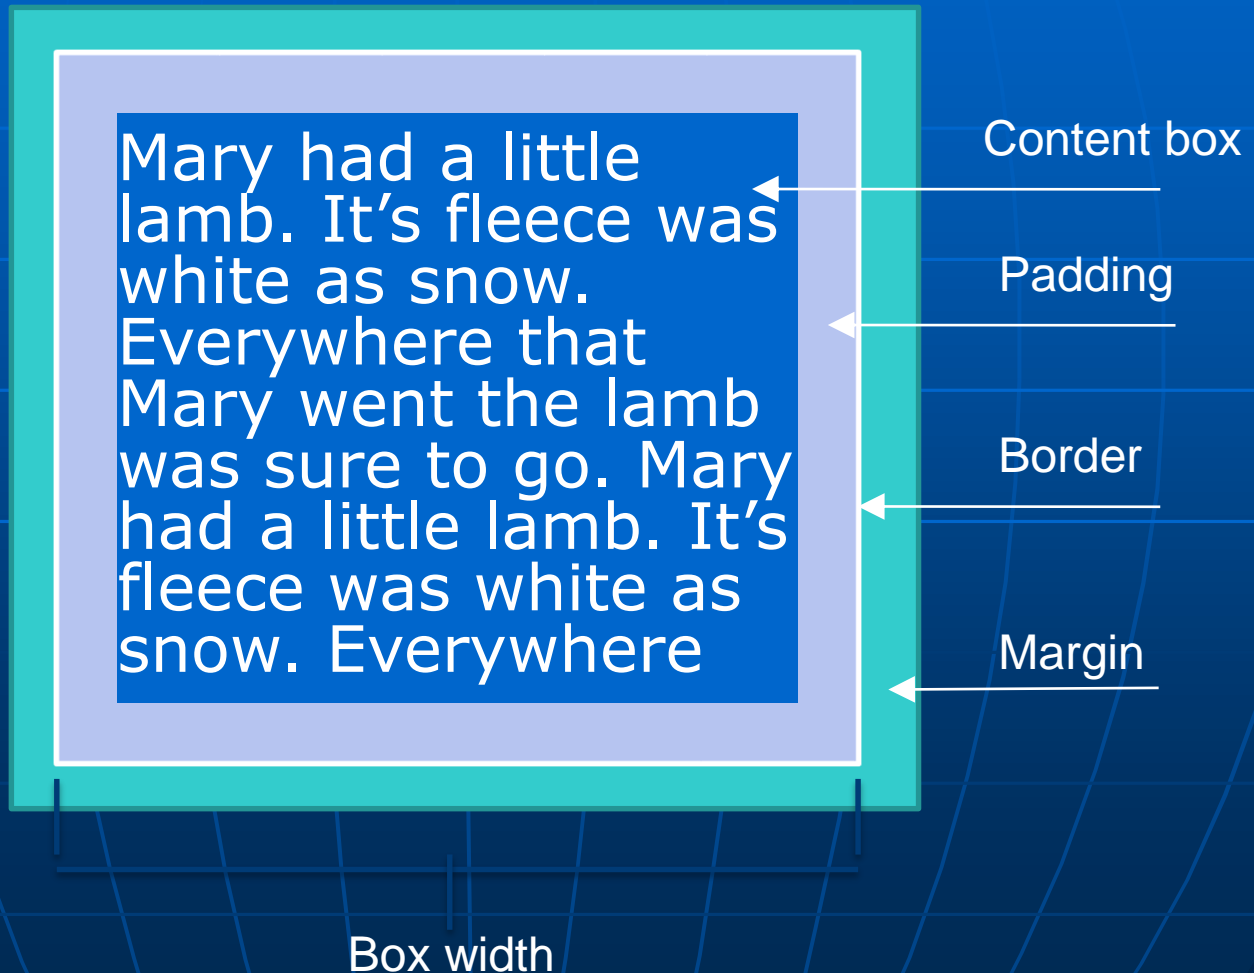 Mary had a little
lamb. It’s fleece was
white as snow.
Everywhere that
Mary went the lamb
was sure to go. Mary
had a little lamb. It’s
fleece was white as
snow. Everywhere
Content box
Padding
Border
Margin
Box width